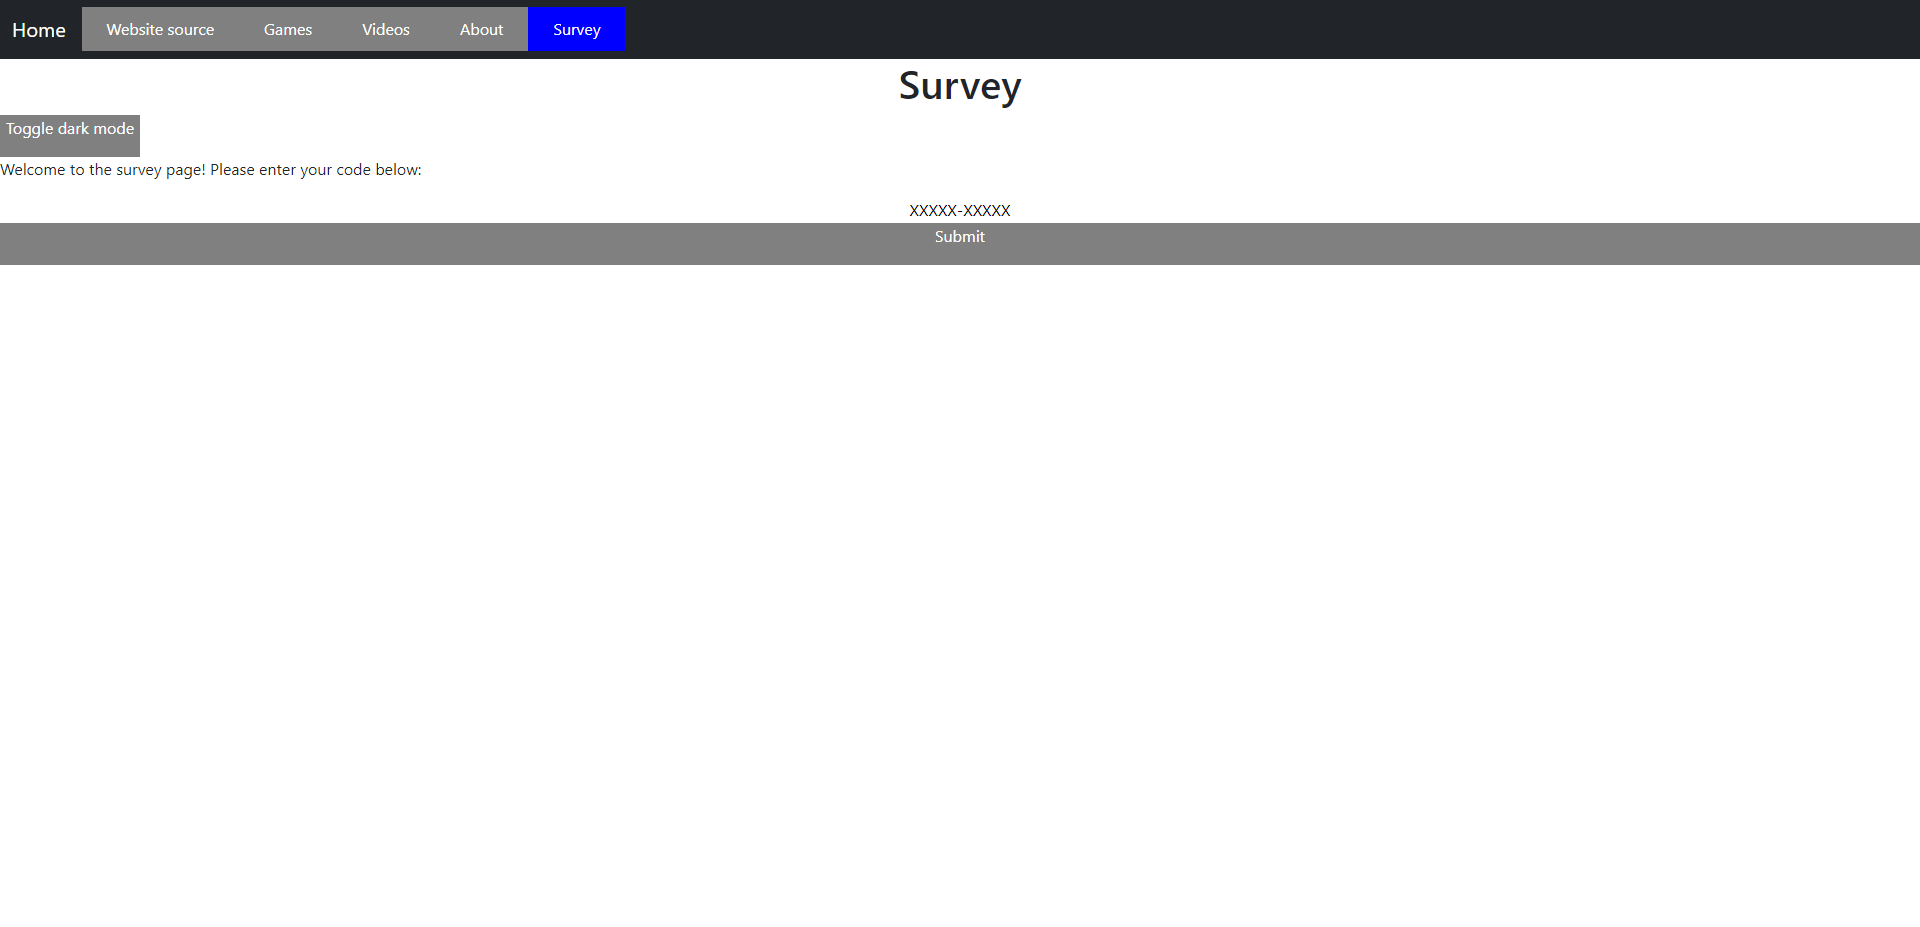 Home Website source Games Videos About Survey
Survey
Toggle dark mode
Welcome to the survey page! Please enter your code below:
XXXXX-XXXXX
Submit